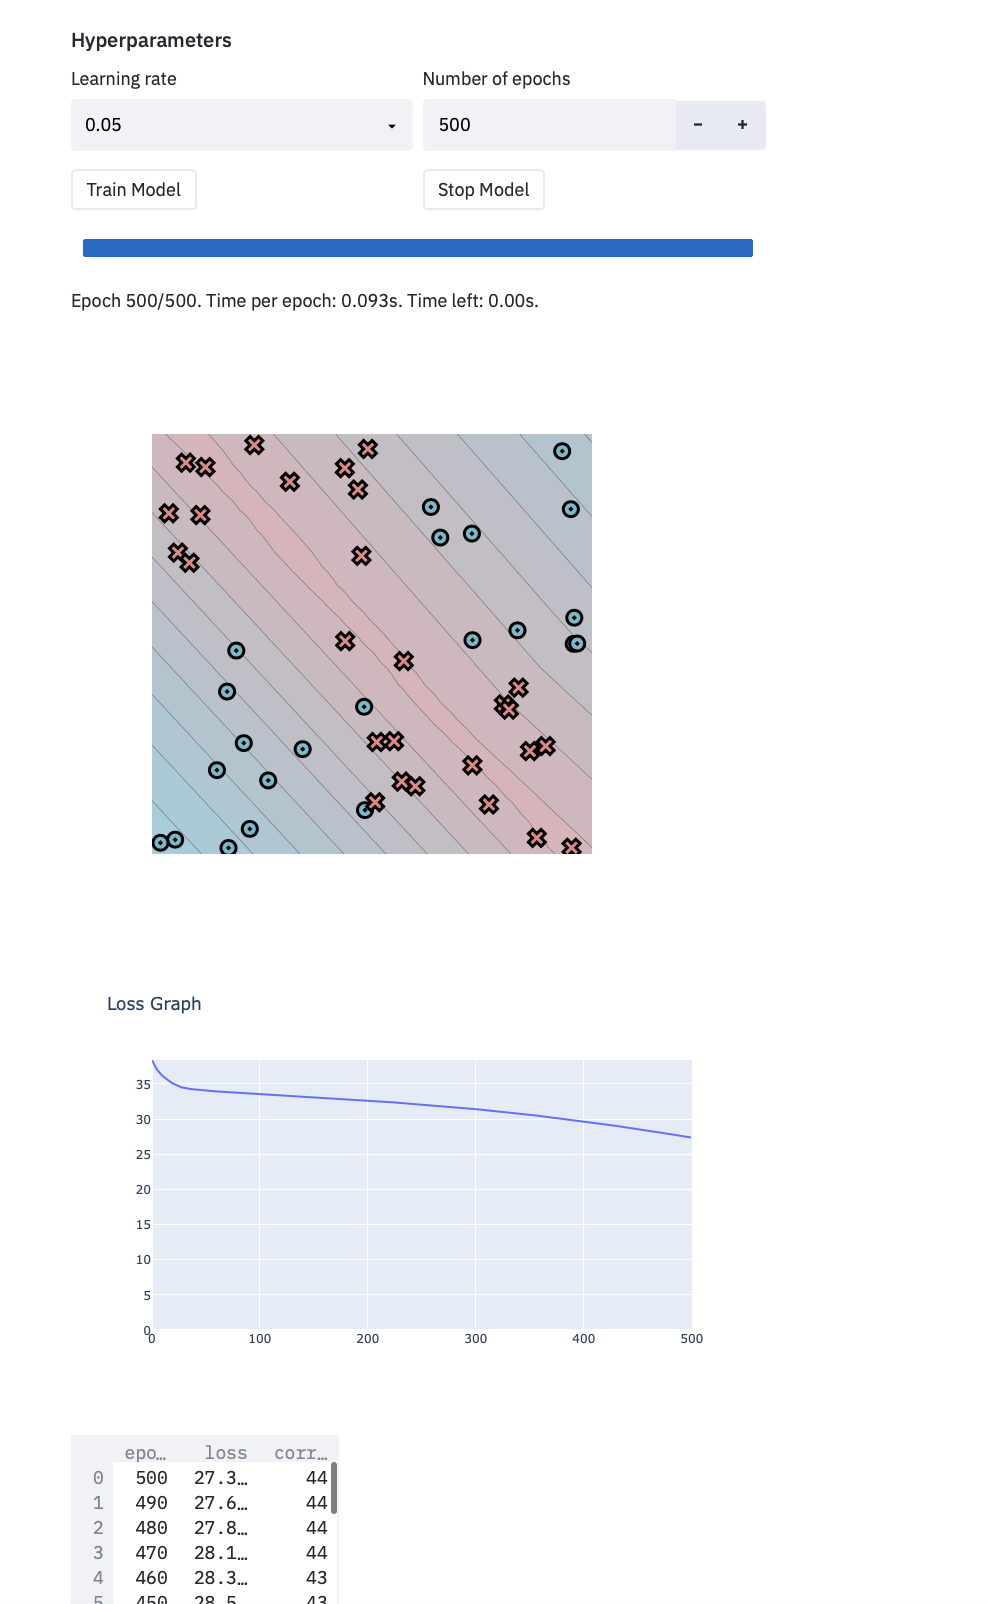 Hyperparameters
Learning rate Number of epochs
0.05 500 − +
Train Model Stop Model
Epoch 500/500. Time per epoch: 0.093s. Time left: 0.00s.
Loss Graph
35
30
25
20
15
10
5
0
0 100 200 300 400 500
epo… loss corr…
0 500 27.3… 44
1 490 27.6… 44
2 480 27.8… 44
3 470 28.1… 44
4 460 28.3… 43
5 450 28.5 43